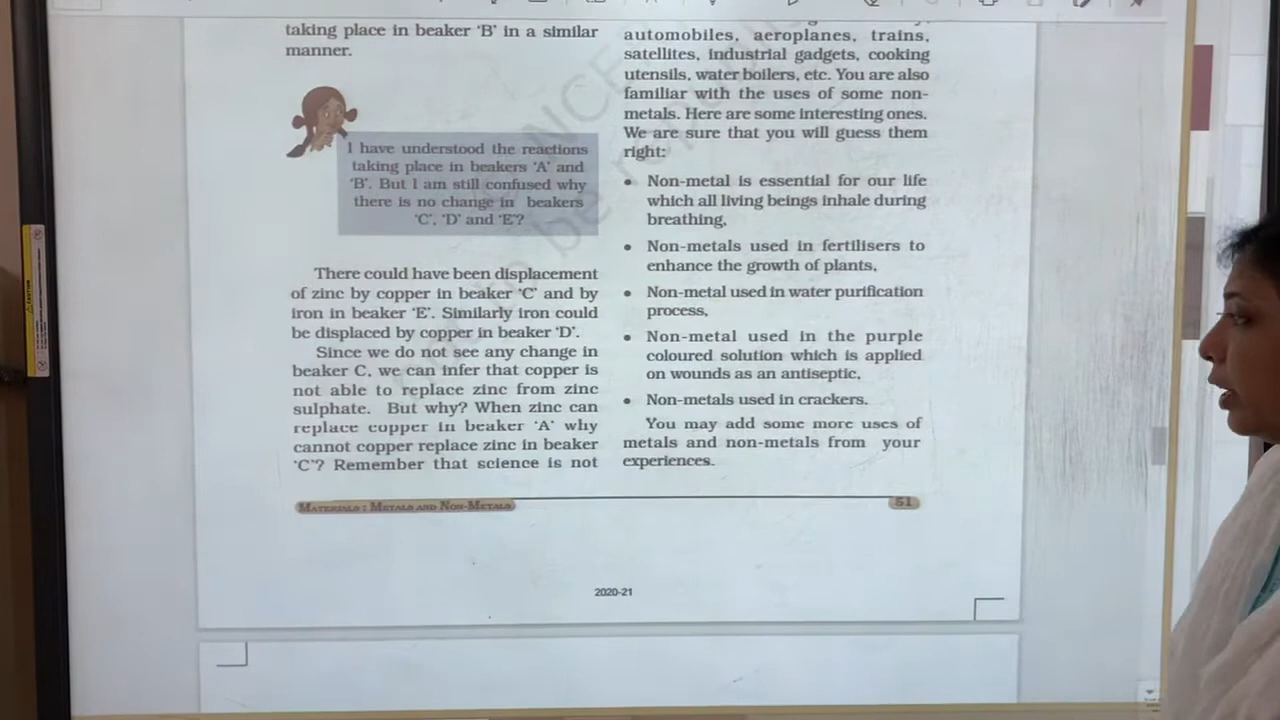 taking place in beaker 'B' in a similar
manner.
I have understood the reactions
taking place in beakers 'A' and
'B'. But I am still confused why
there is no change in beakers
'C', 'D' and 'E'?
There could have been displacement
of zinc by copper in beaker 'C' and by
iron in beaker 'E'. Similarly iron could
be displaced by copper in beaker 'D'.
Since we do not see any change in
beaker C, we can infer that copper is
not able to replace zinc from zinc
sulphate. But why? When zinc can
replace copper in beaker 'A' why
cannot copper replace zinc in beaker
'C'? Remember that science is not
automobiles, aeroplanes, trains,
satellites, industrial gadgets, cooking
utensils, water boilers, etc. You are also
familiar with the uses of some non-
metals. Here are some interesting ones.
We are sure that you will guess them
right:
• Non-metal is essential for our life
which all living beings inhale during
breathing,
• Non-metals used in fertilisers to
enhance the growth of plants,
• Non-metal used in water purification
process,
• Non-metal used in the purple
coloured solution which is applied
on wounds as an antiseptic,
• Non-metals used in crackers.
You may add some more uses of
metals and non-metals from your
experiences.
Materials : Metals and Non-Metals
51
2020-21